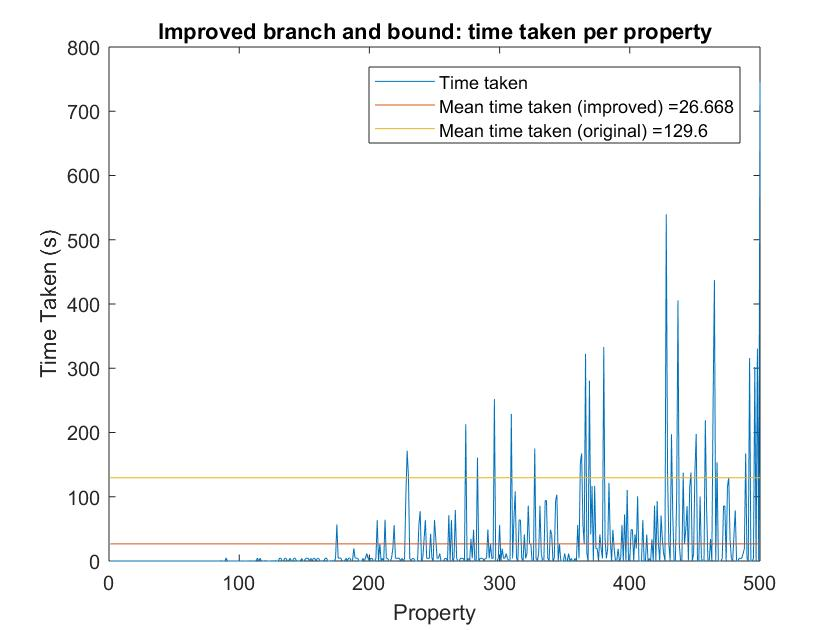 Improved branch and bound: time taken per property
800
700
600
500
400
300
200
100
0
Time Taken (s)
Time taken
Mean time taken (improved) =26.668
Mean time taken (original) =129.6
0 100 200 300 400 500
Property